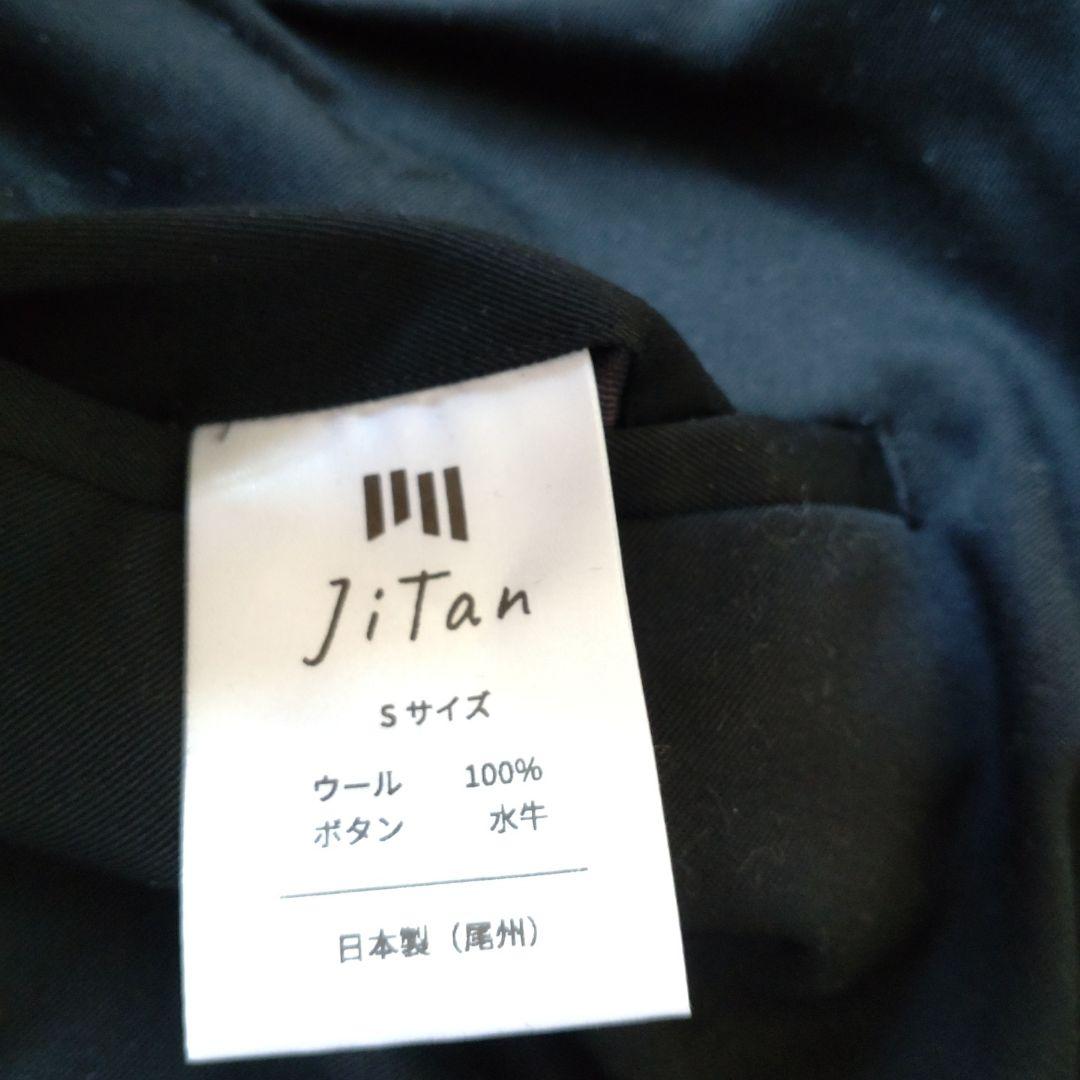 JiTan
Sサイズ
ウール 100%
ボタン 水牛
日本製（尾州）